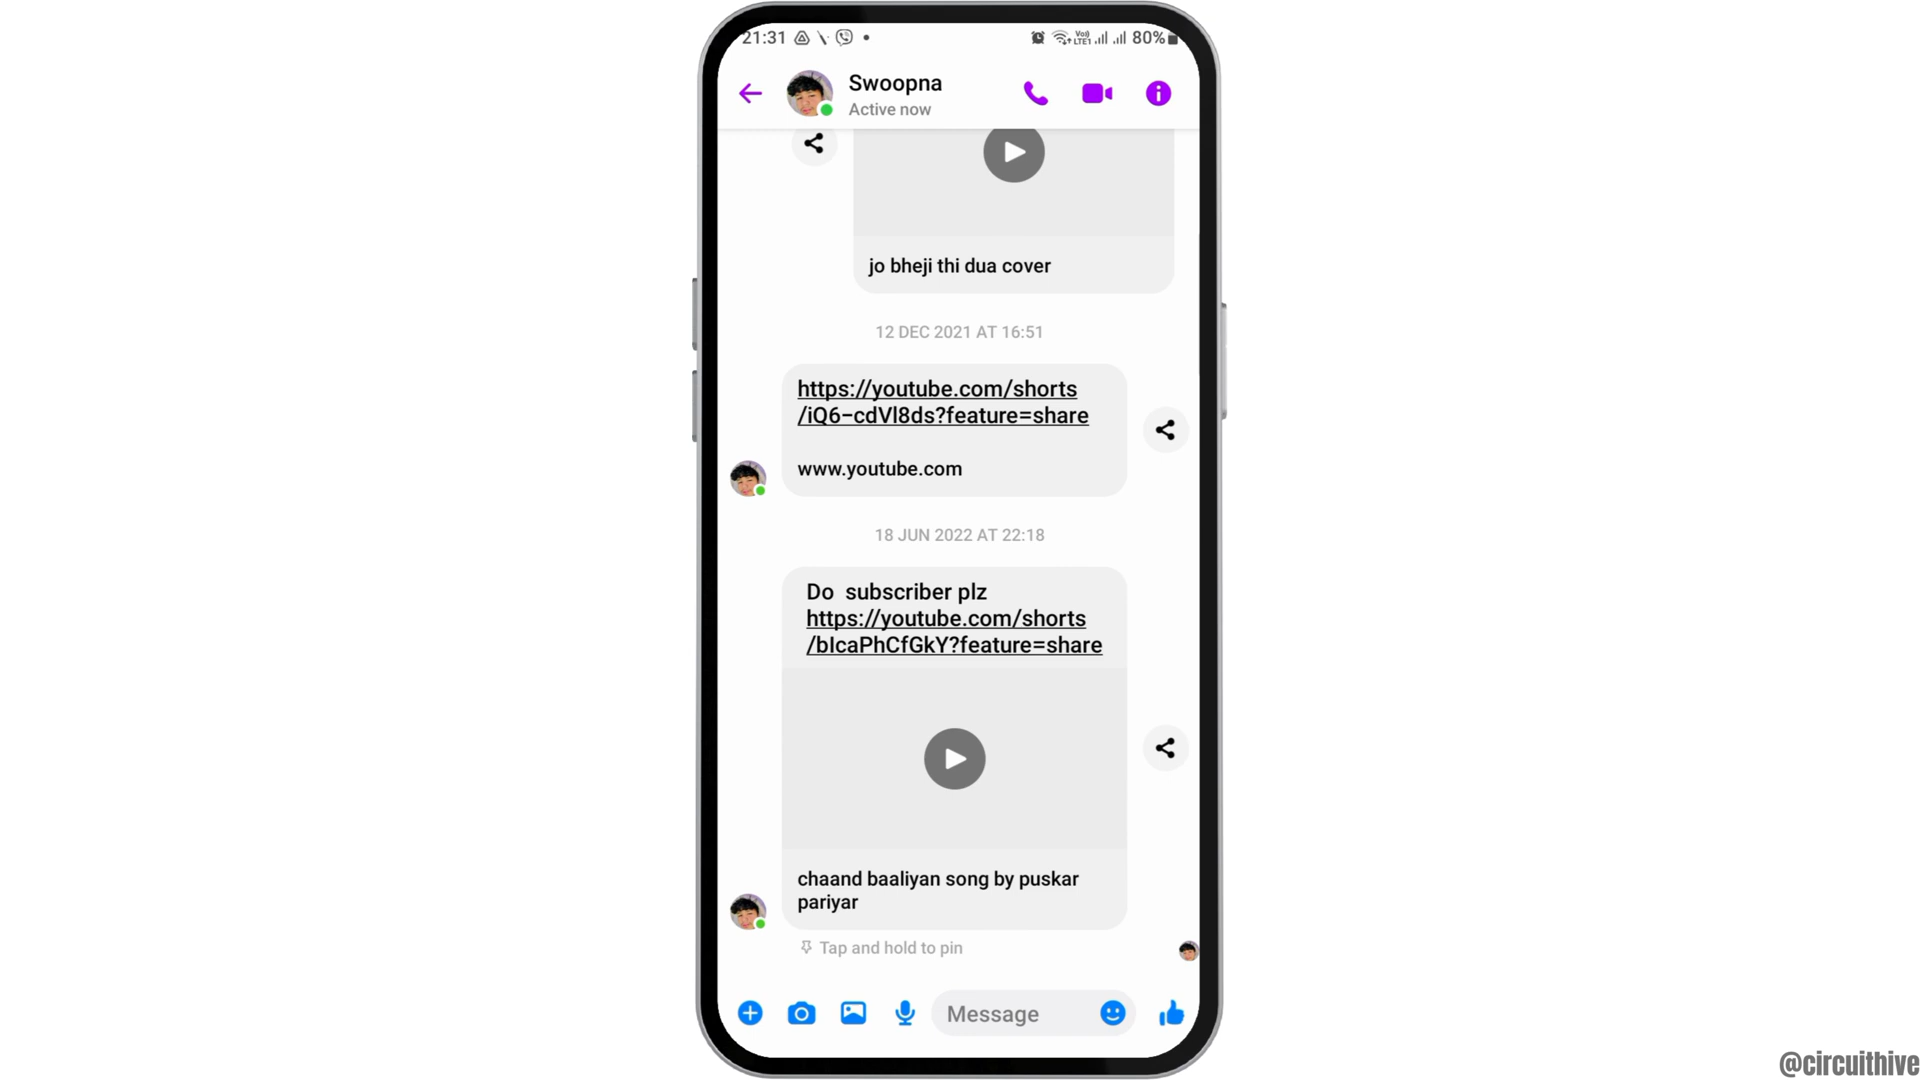 21:31
Vo)) LTE1 80%
Swoopna
Active now
jo bheji thi dua cover
12 DEC 2021 AT 16:51
https://youtube.com/shorts
/iQ6-cdVl8ds?feature=share
www.youtube.com
18 JUN 2022 AT 22:18
Do  subscriber plz
https://youtube.com/shorts
/bIcaPhCfGkY?feature=share
chaand baaliyan song by puskar
pariyar
Tap and hold to pin
Message
@circuithive